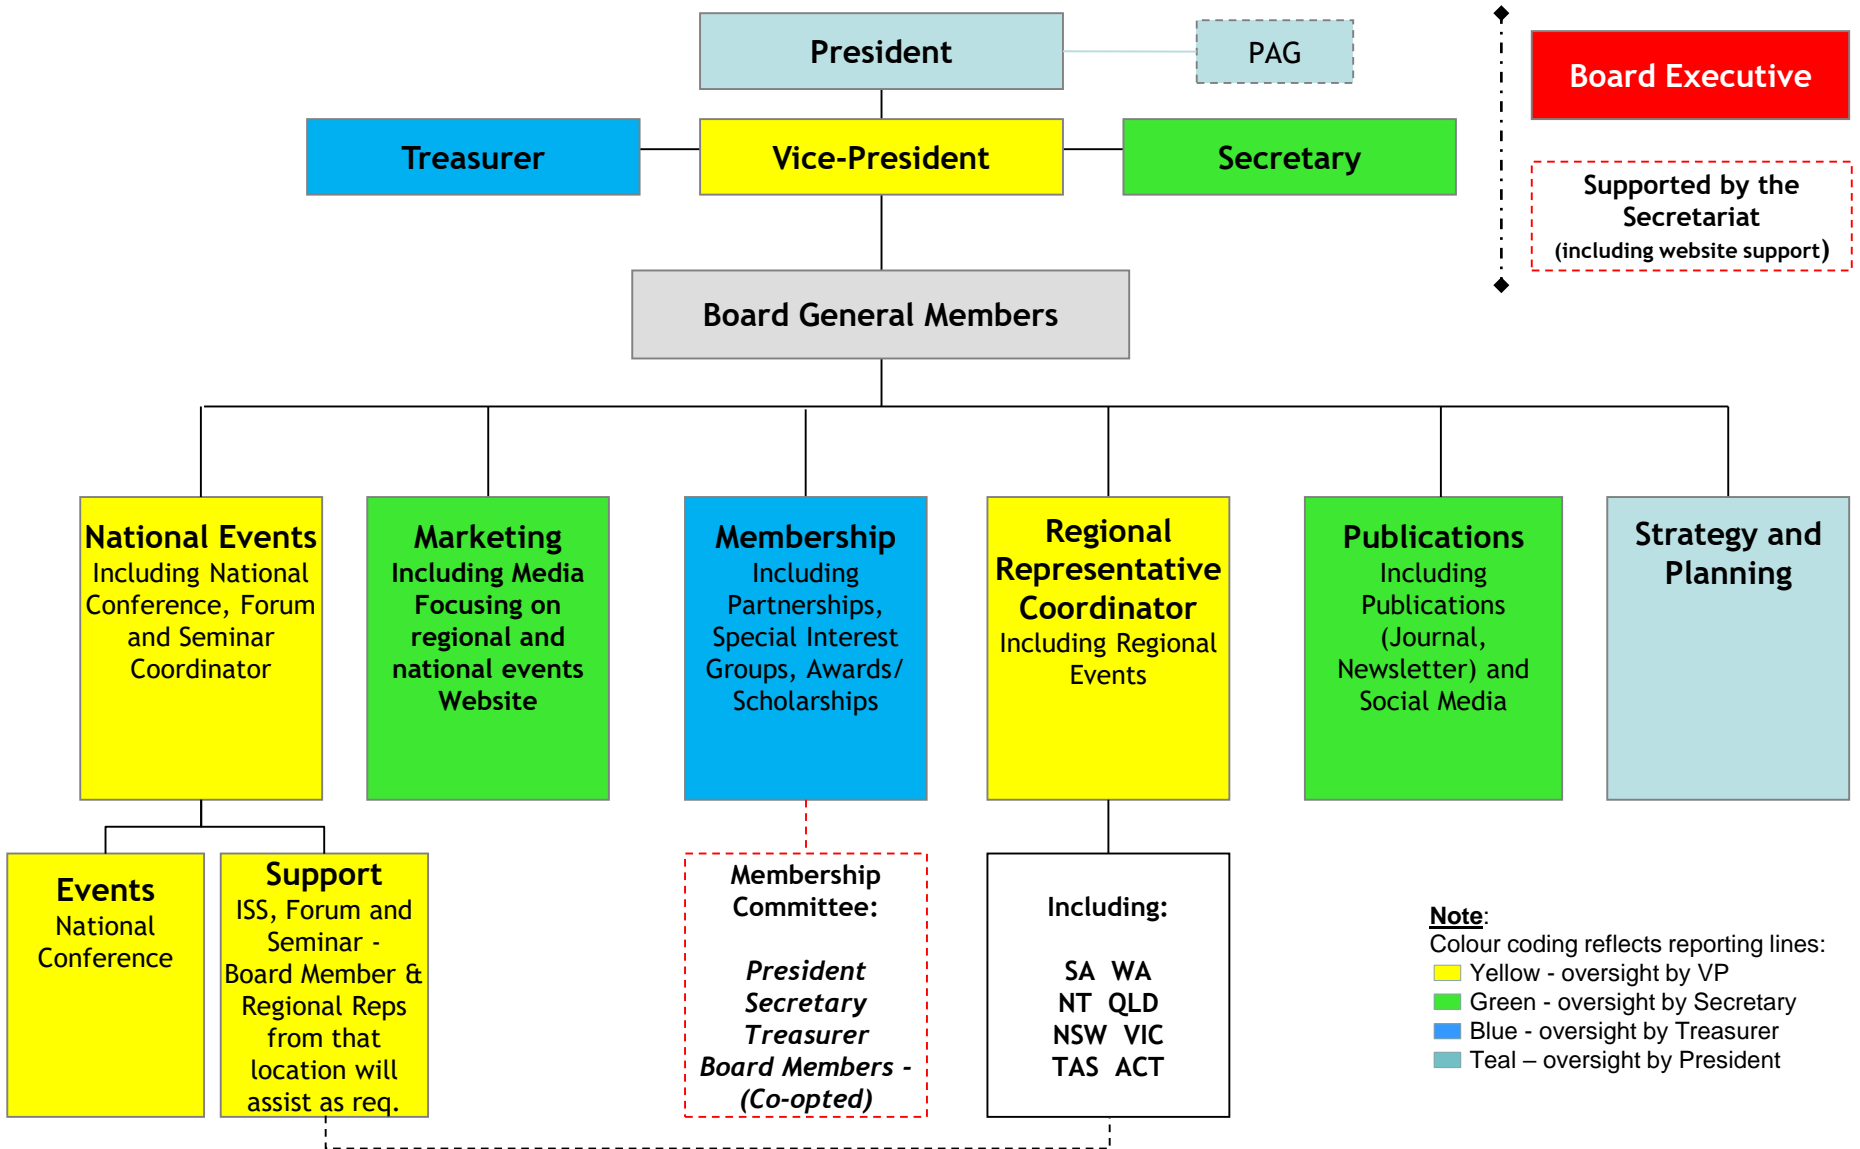 President
PAG
Board Executive
Treasurer
Vice-President
Secretary
Supported by the
Secretariat
(including website support)
Board General Members
National Events
Including National
Conference, Forum
and Seminar
Coordinator
Marketing
Including Media
Focusing on
regional and
national events
Website
Membership
Including
Partnerships,
Special Interest
Groups, Awards/
Scholarships
Regional
Representative
Coordinator
Including Regional
Events
Publications
Including
Publications
(Journal,
Newsletter) and
Social Media
Strategy and
Planning
Events
National
Conference
Support
ISS, Forum and
Seminar -
Board Member &
Regional Reps
from that
location will
assist as req.
Membership
Committee:
President
Secretary
Treasurer
Board Members -
(Co-opted)
Including:
SA WA
NT QLD
NSW VIC
TAS ACT
Note:
Colour coding reflects reporting lines:
Yellow - oversight by VP
Green - oversight by Secretary
Blue - oversight by Treasurer
Teal – oversight by President